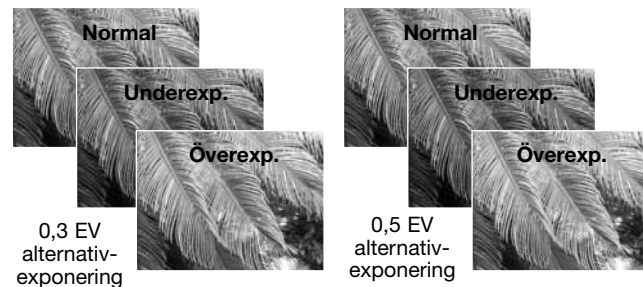 Normal
Underexp.
Överexp.
0,3 EV
alternativ-
exponering
Normal
Underexp.
Överexp.
0,5 EV
alternativ-
exponering